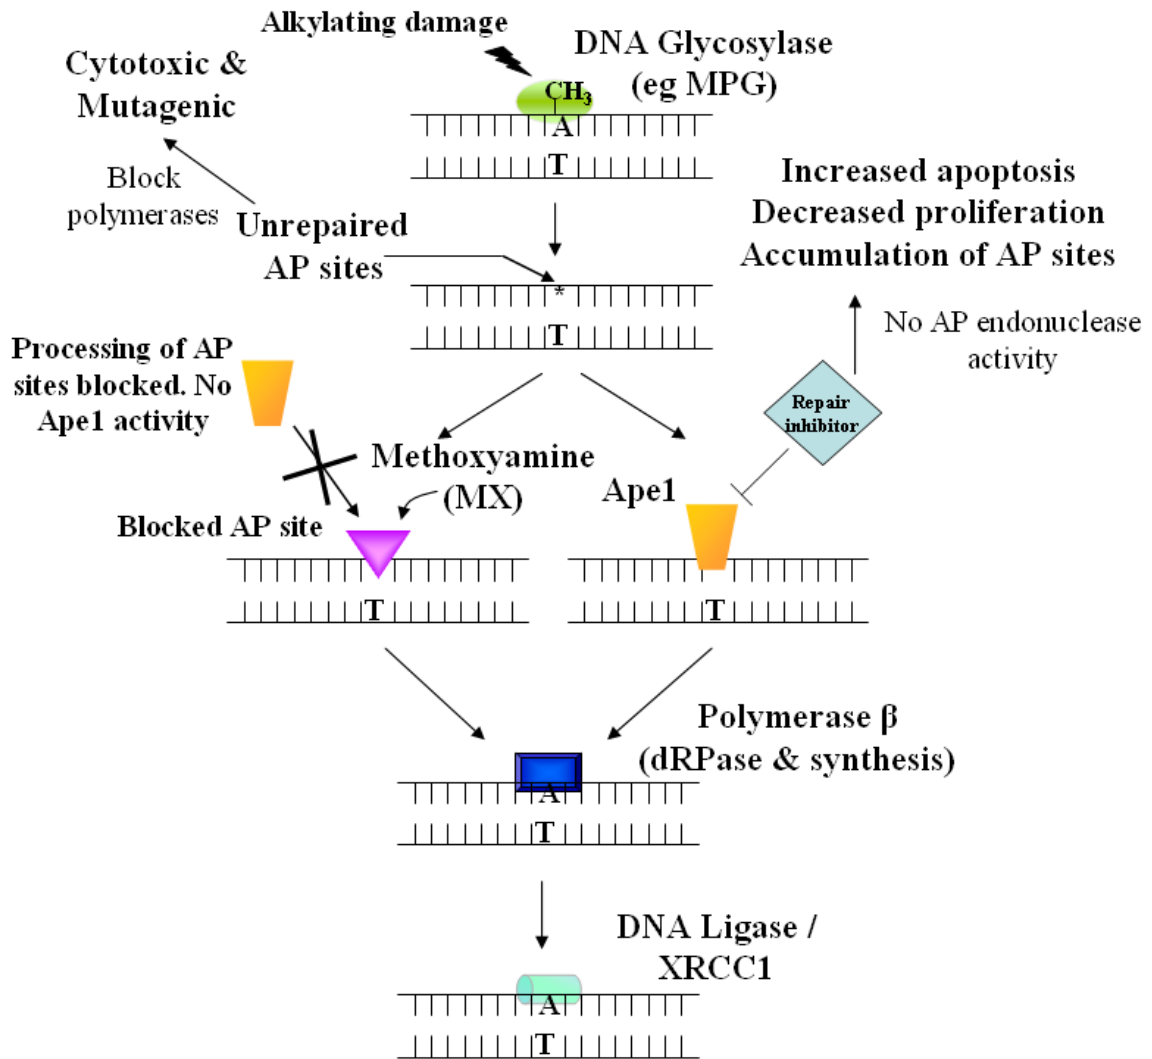 Alkylating damage
DNA Glycosylase
(eg MPG)
Cytotoxic &
Mutagenic
CH3
A
T
Block
polymerases
Unrepaired
AP sites
Increased apoptosis
Decreased proliferation
Accumulation of AP sites
*
T
No AP endonuclease
activity
Processing of AP
sites blocked. No
Ape1 activity
Repair
inhibitor
Methoxyamine
(MX)
Ape1
Blocked AP site
T
T
Polymerase β
(dRPase & synthesis)
A
T
DNA Ligase /
XRCC1
A
T